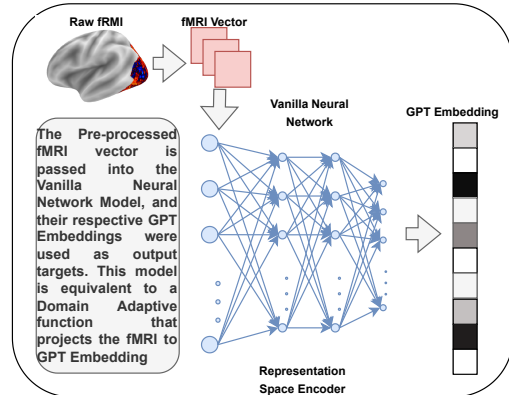 Raw fRMI
fMRI Vector
Vanilla Neural
Network
GPT Embedding
The Pre-processed
fMRI vector is
passed into the
Vanilla Neural
Network Model, and
their respective GPT
Embeddings were
used as output
targets. This model
is equivalent to a
Domain Adaptive
function that
projects the fMRI to
GPT Embedding
Representation
Space Encoder